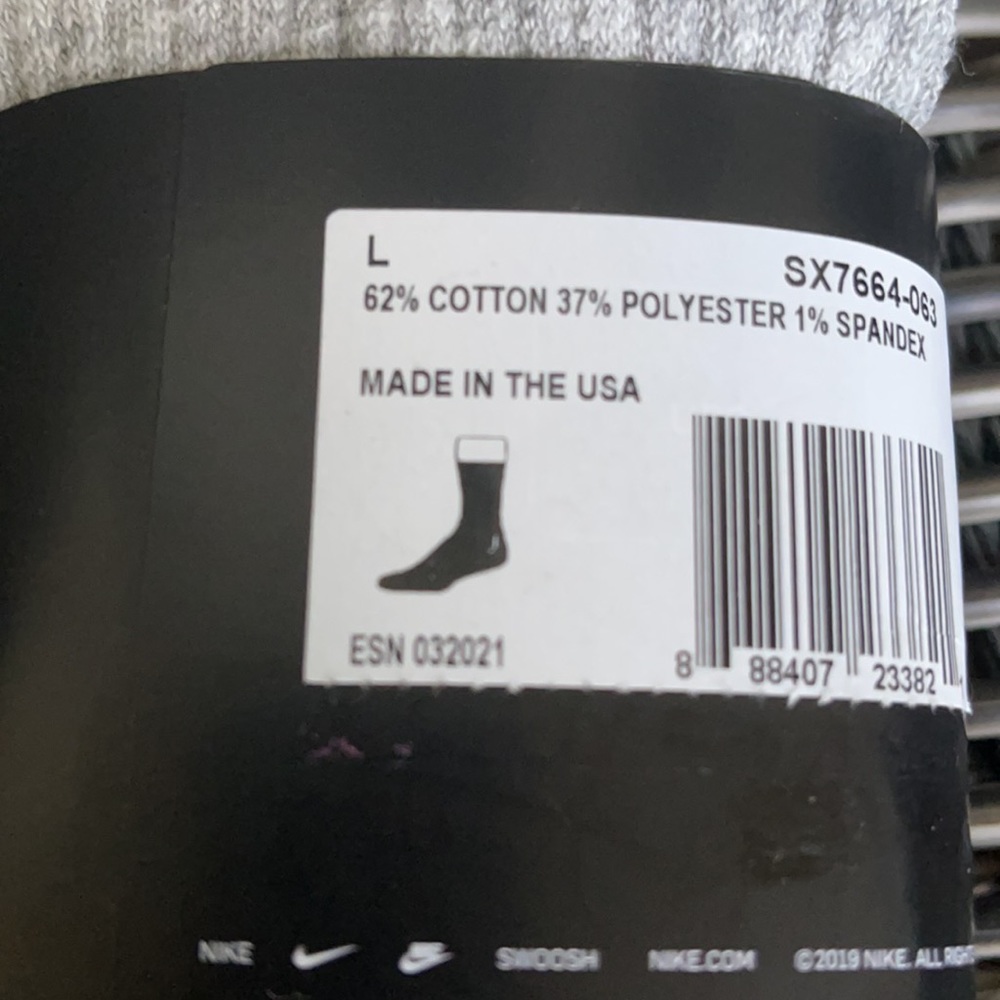 L
SX7664-063
62% COTTON 37% POLYESTER 1% SPANDEX
MADE IN THE USA
ESN 032021
8 88407 23382
NIKE SWOOSH NIKE.COM ©2019 NIKE. ALL